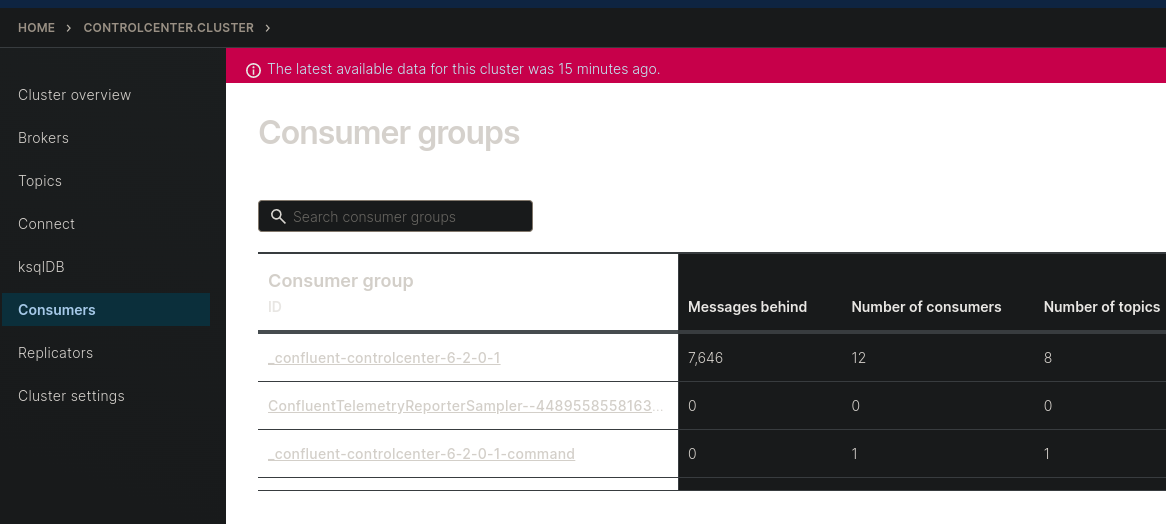 HOME > CONTROLCENTER.CLUSTER >
The latest available data for this cluster was 15 minutes ago.
Cluster overview
Brokers
Topics
Connect
ksqlDB
Consumers
Replicators
Cluster settings
Consumer groups
Search consumer groups
Consumer group
ID Messages behind Number of consumers Number of topics
_confluent-controlcenter-6-2-0-1 7,646 12 8
ConfluentTelemetryReporterSampler--4489558558163... 0 0 0
_confluent-controlcenter-6-2-0-1-command 0 1 1